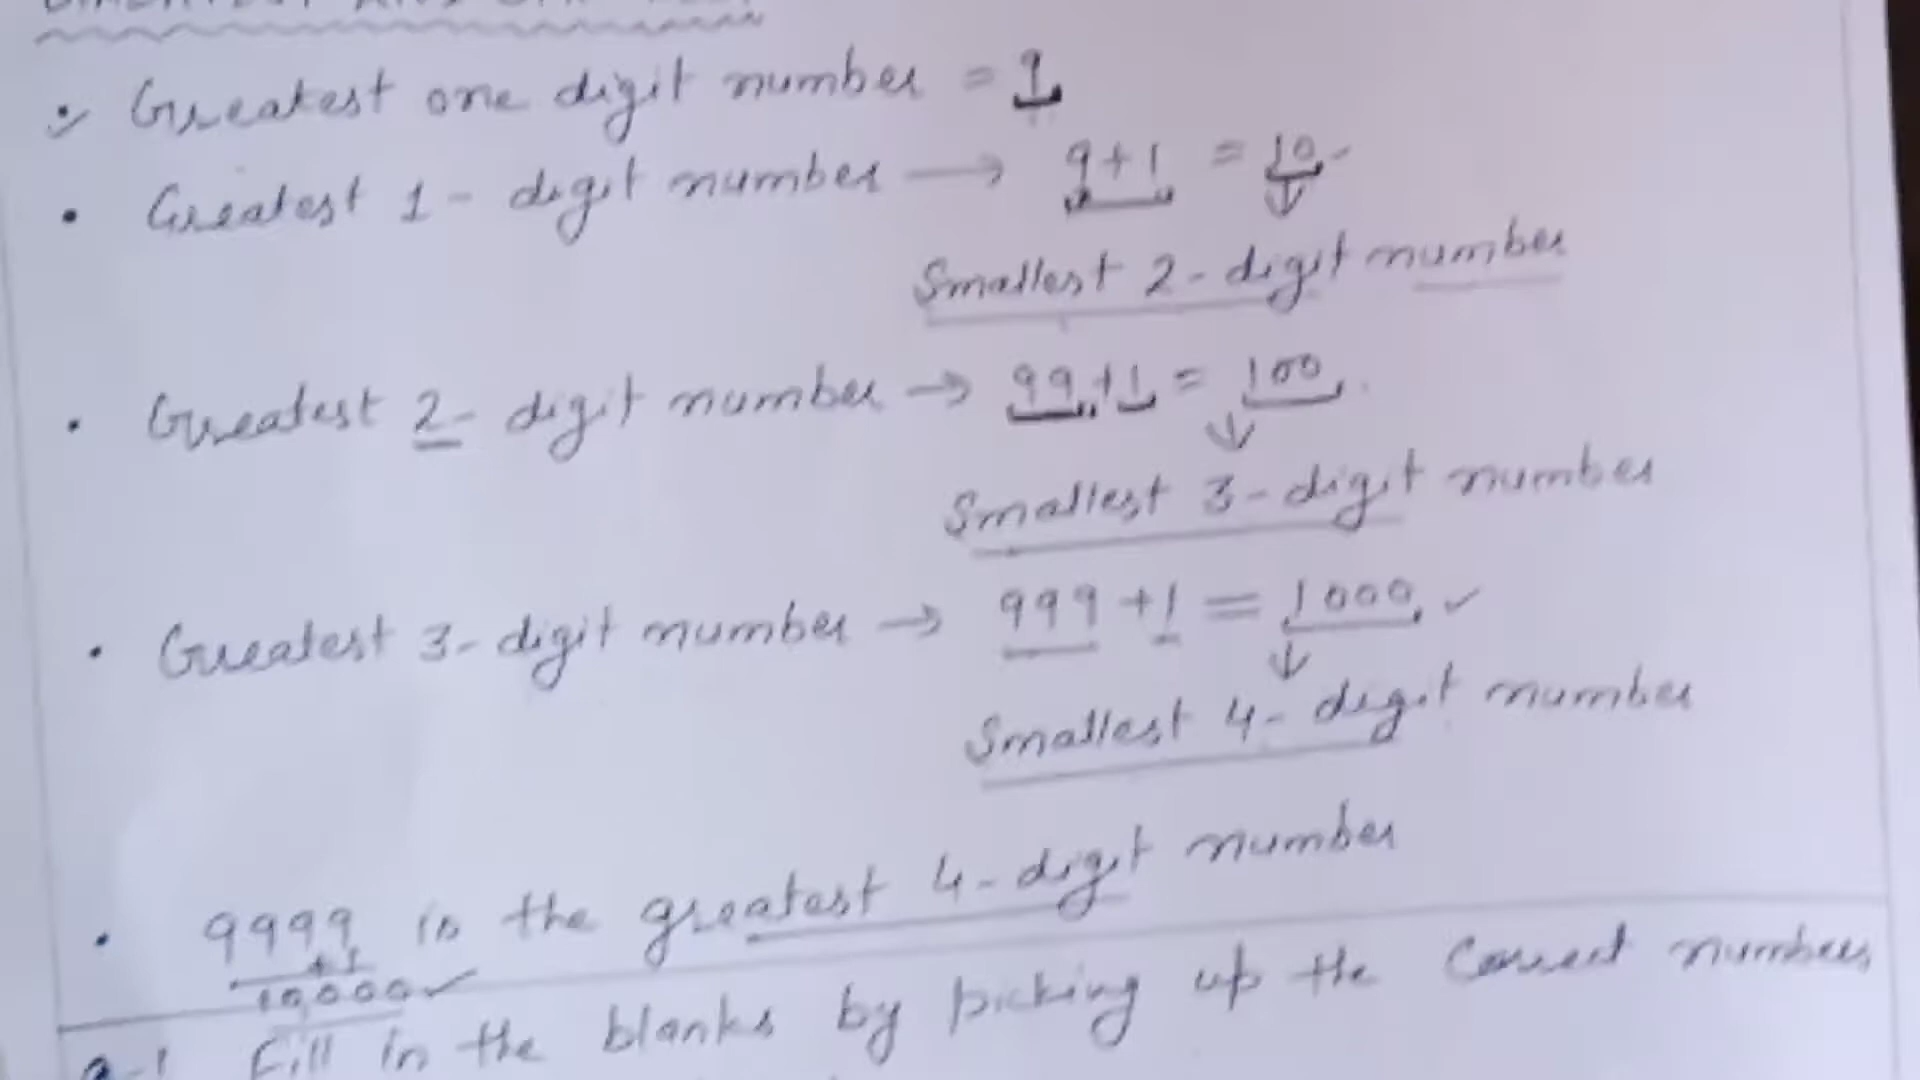 Greatest one digit number = 9
• Greatest 1 - digit number → 9+1 = 10
Smallest 2 - digit number
• Greatest 2 - digit number → 99+1 = 100
Smallest 3 - digit number
• Greatest 3 - digit number → 999 + 1 = 1000 ✓
Smallest 4 - digit number
• 9999 is the greatest 4 - digit number
+1
10,000 ✓
Q-1 Fill in the blanks by picking up the correct numbers